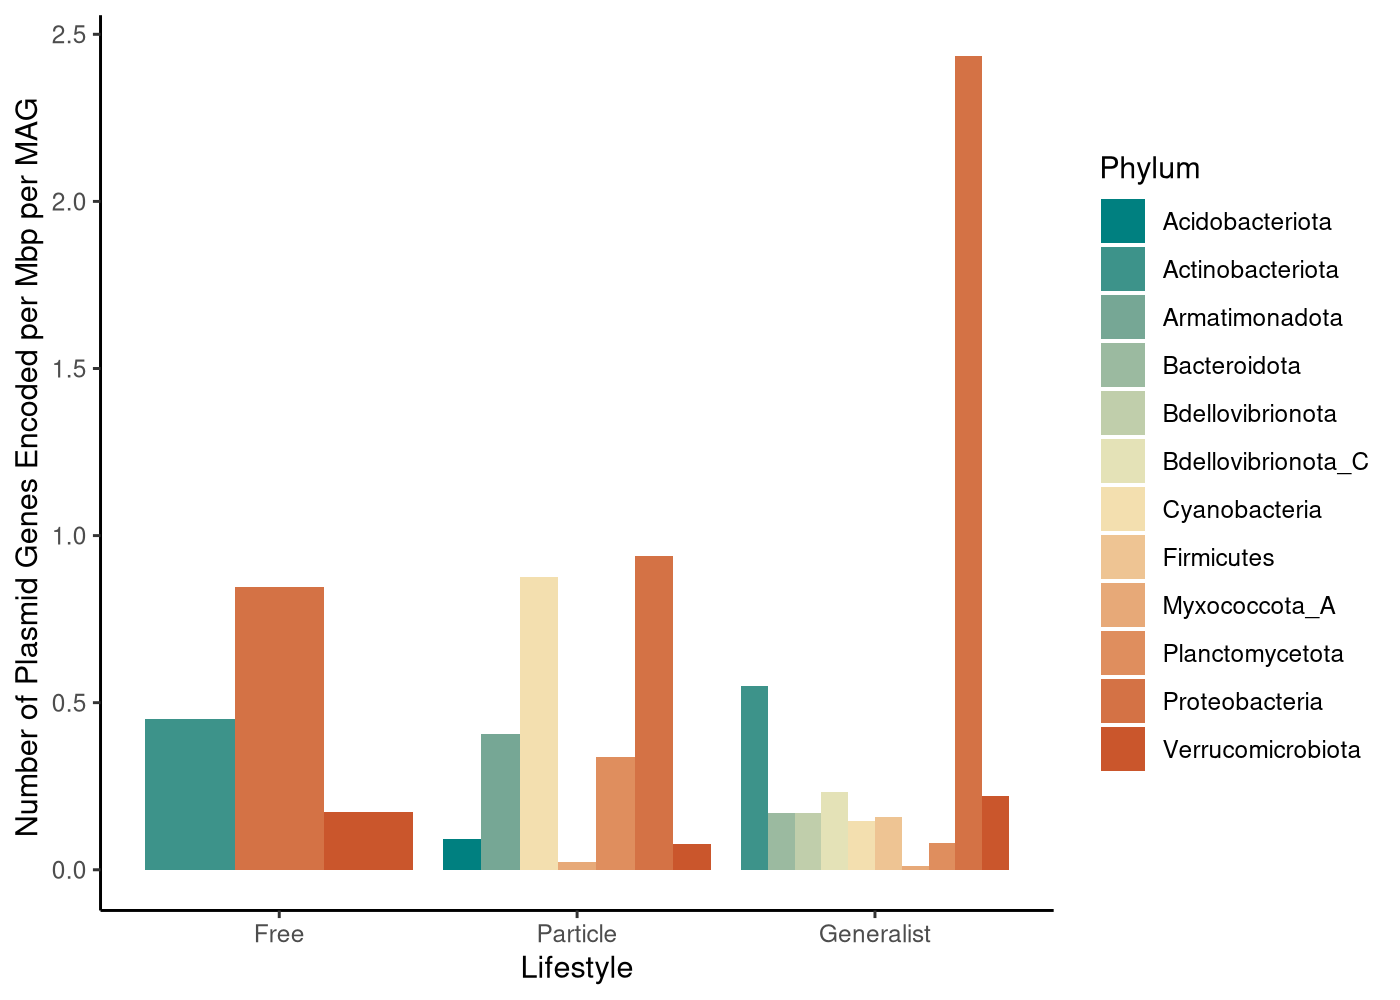 Number of Plasmid Genes Encoded per Mbp per MAG
2.5
2.0
1.5
1.0
0.5
0.0
Free
Particle
Generalist
Lifestyle
Phylum
Acidobacteriota
Actinobacteriota
Armatimonadota
Bacteroidota
Bdellovibrionota
Bdellovibrionota_C
Cyanobacteria
Firmicutes
Myxococcota_A
Planctomycetota
Proteobacteria
Verrucomicrobiota